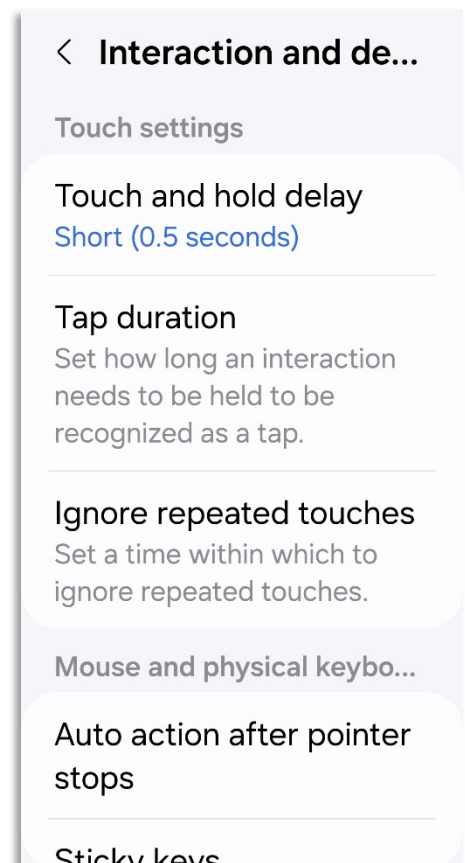 Interaction and de...
Touch settings
Touch and hold delay
Short (0.5 seconds)
Tap duration
Set how long an interaction
needs to be held to be
recognized as a tap.
Ignore repeated touches
Set a time within which to
ignore repeated touches.
Mouse and physical keybo...
Auto action after pointer
stops
Sticky keys